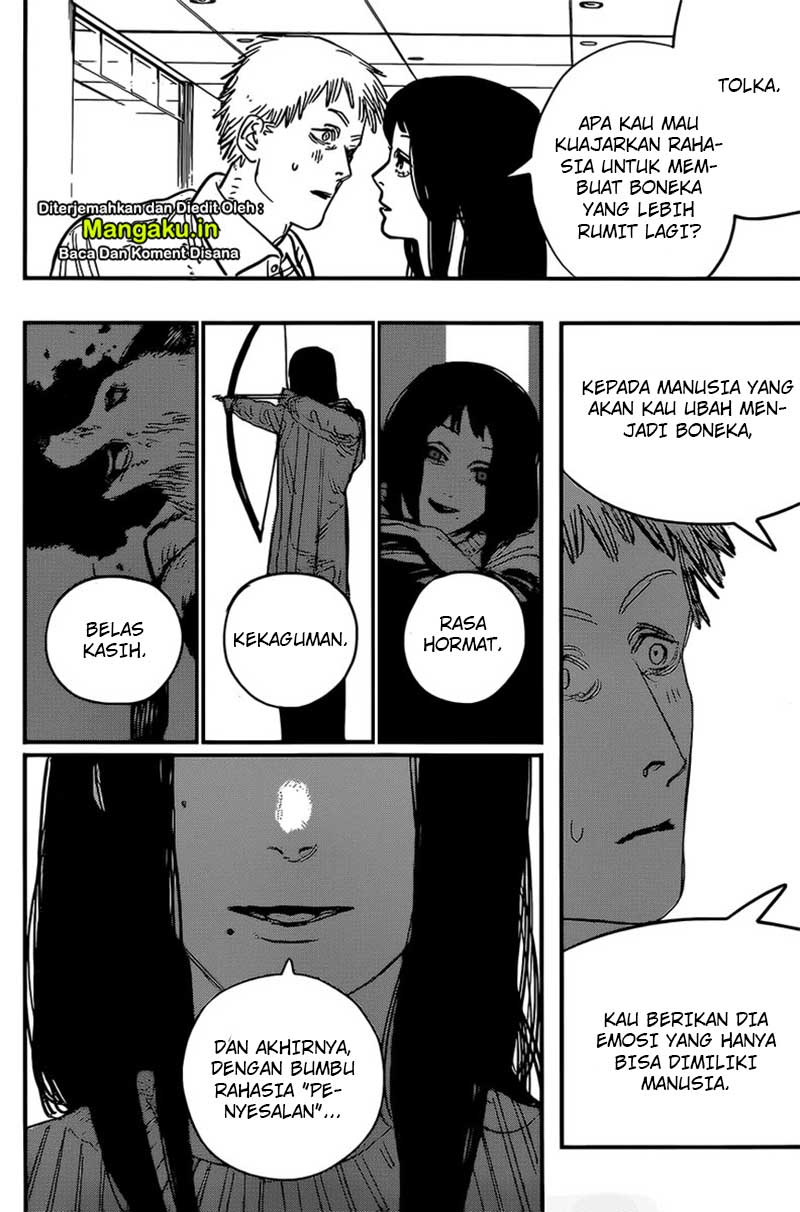 TOLKA,
APA KAU MAU
KUAJARKAN RAHA-
SIA UNTUK MEM-
BUAT BONEKA
YANG LEBIH
RUMIT LAGI?
Diterjemahkan dan Diedit Oleh :
Mangaku.in
Baca Dan Koment Disana
KEPADA MANUSIA YANG
AKAN KAU UBAH MEN-
JADI BONEKA,
KAU BERIKAN DIA
EMOSI YANG HANYA
BISA DIMILIKI
MANUSIA.
RASA
HORMAT.
KEKAGUMAN.
BELAS
KASIH.
DAN AKHIRNYA,
DENGAN BUMBU
RAHASIA "PE-
NYESALAN"...